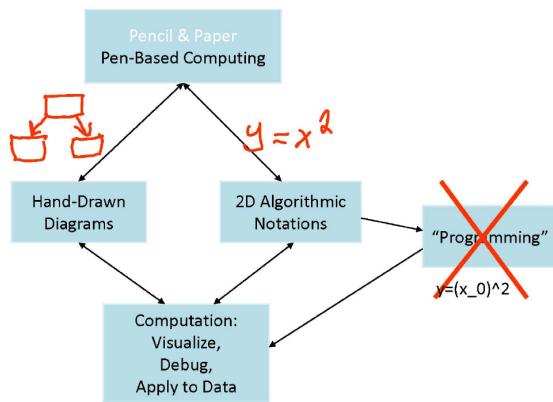 Pencil & Paper
Pen-Based Computing
y=x^2
Hand-Drawn
Diagrams
2D Algorithmic
Notations
“Programming”
y=(x_0)^2
Computation:
Visualize,
Debug,
Apply to Data